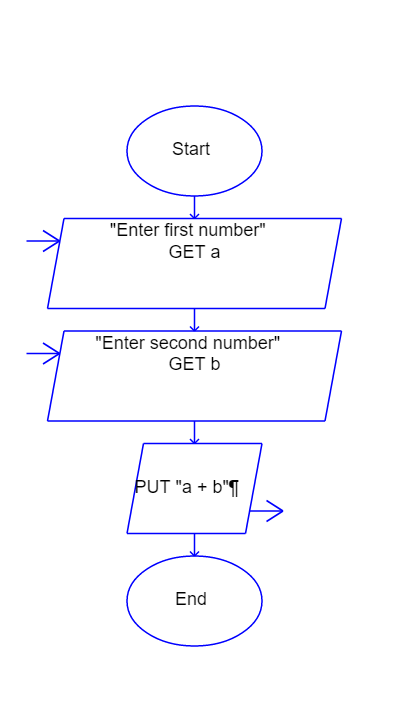 Start
"Enter first number"
GET a
"Enter second number"
GET b
PUT "a + b"¶
End